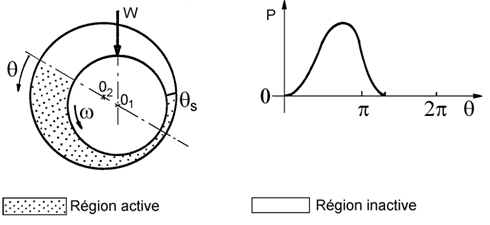 W
θ
0₂
0₁
ω
θs
P
0
π
2π
θ
Région active
Région inactive